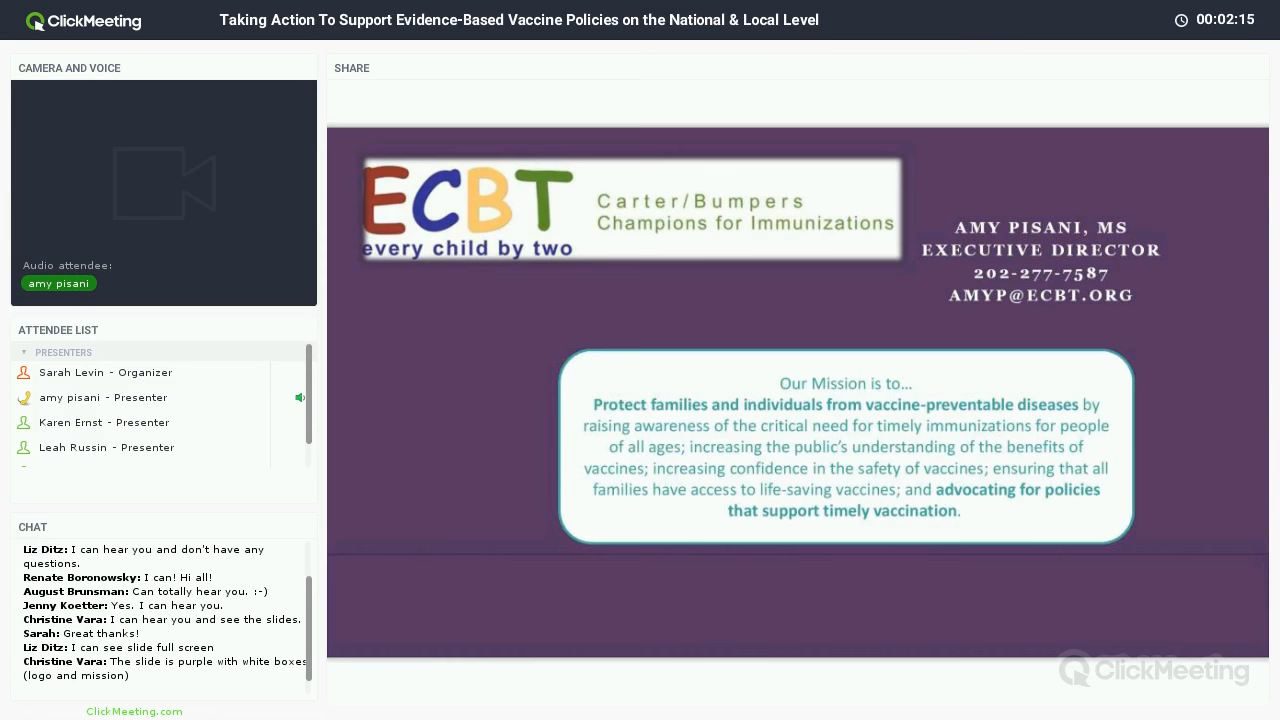 ClickMeeting
Taking Action To Support Evidence-Based Vaccine Policies on the National & Local Level
00:02:15
CAMERA AND VOICE
Audio attendee:
amy pisani
ATTENDEE LIST
PRESENTERS
Sarah Levin - Organizer
amy pisani - Presenter
Karen Ernst - Presenter
Leah Russin - Presenter
CHAT
Liz Ditz: I can hear you and don't have any
questions.
Renate Boronowsky: I can! Hi all!
August Brunsman: Can totally hear you. :-)
Jenny Koetter: Yes. I can hear you.
Christine Vara: I can hear you and see the slides.
Sarah: Great thanks!
Liz Ditz: I can see slide full screen
Christine Vara: The slide is purple with white boxes
(logo and mission)
ClickMeeting.com
SHARE
ECBT
every child by two
Carter/Bumpers
Champions for Immunizations
AMY PISANI, MS
EXECUTIVE DIRECTOR
202-277-7587
AMYP@ECBT.ORG
Our Mission is to…
Protect families and individuals from vaccine-preventable diseases by
raising awareness of the critical need for timely immunizations for people
of all ages; increasing the public's understanding of the benefits of
vaccines; increasing confidence in the safety of vaccines; ensuring that all
families have access to life-saving vaccines; and advocating for policies
that support timely vaccination.
ClickMeeting